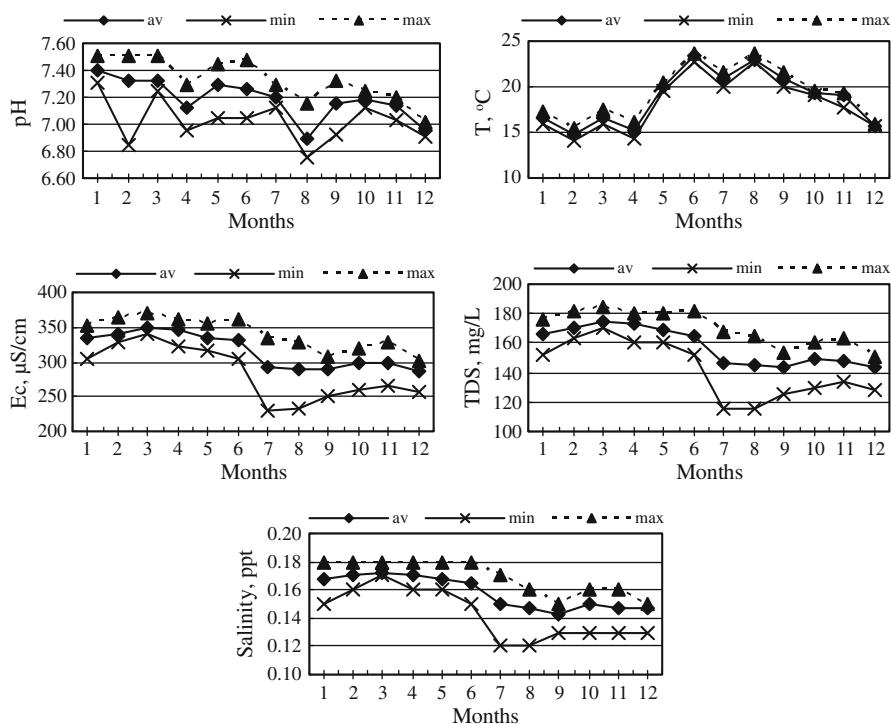 av min max
7.60
7.40
7.20
7.00
6.80
6.60
pH
1 2 3 4 5 6 7 8 9 10 11 12
Months
av min max
25
20
15
10
T, °C
1 2 3 4 5 6 7 8 9 10 11 12
Months
av min max
400
350
300
250
200
Ec, µS/cm
1 2 3 4 5 6 7 8 9 10 11 12
Months
av min max
200
180
160
140
120
100
TDS, mg/L
1 2 3 4 5 6 7 8 9 10 11 12
Months
av min max
0.20
0.18
0.16
0.14
0.12
0.10
Salinity, ppt
1 2 3 4 5 6 7 8 9 10 11 12
Months